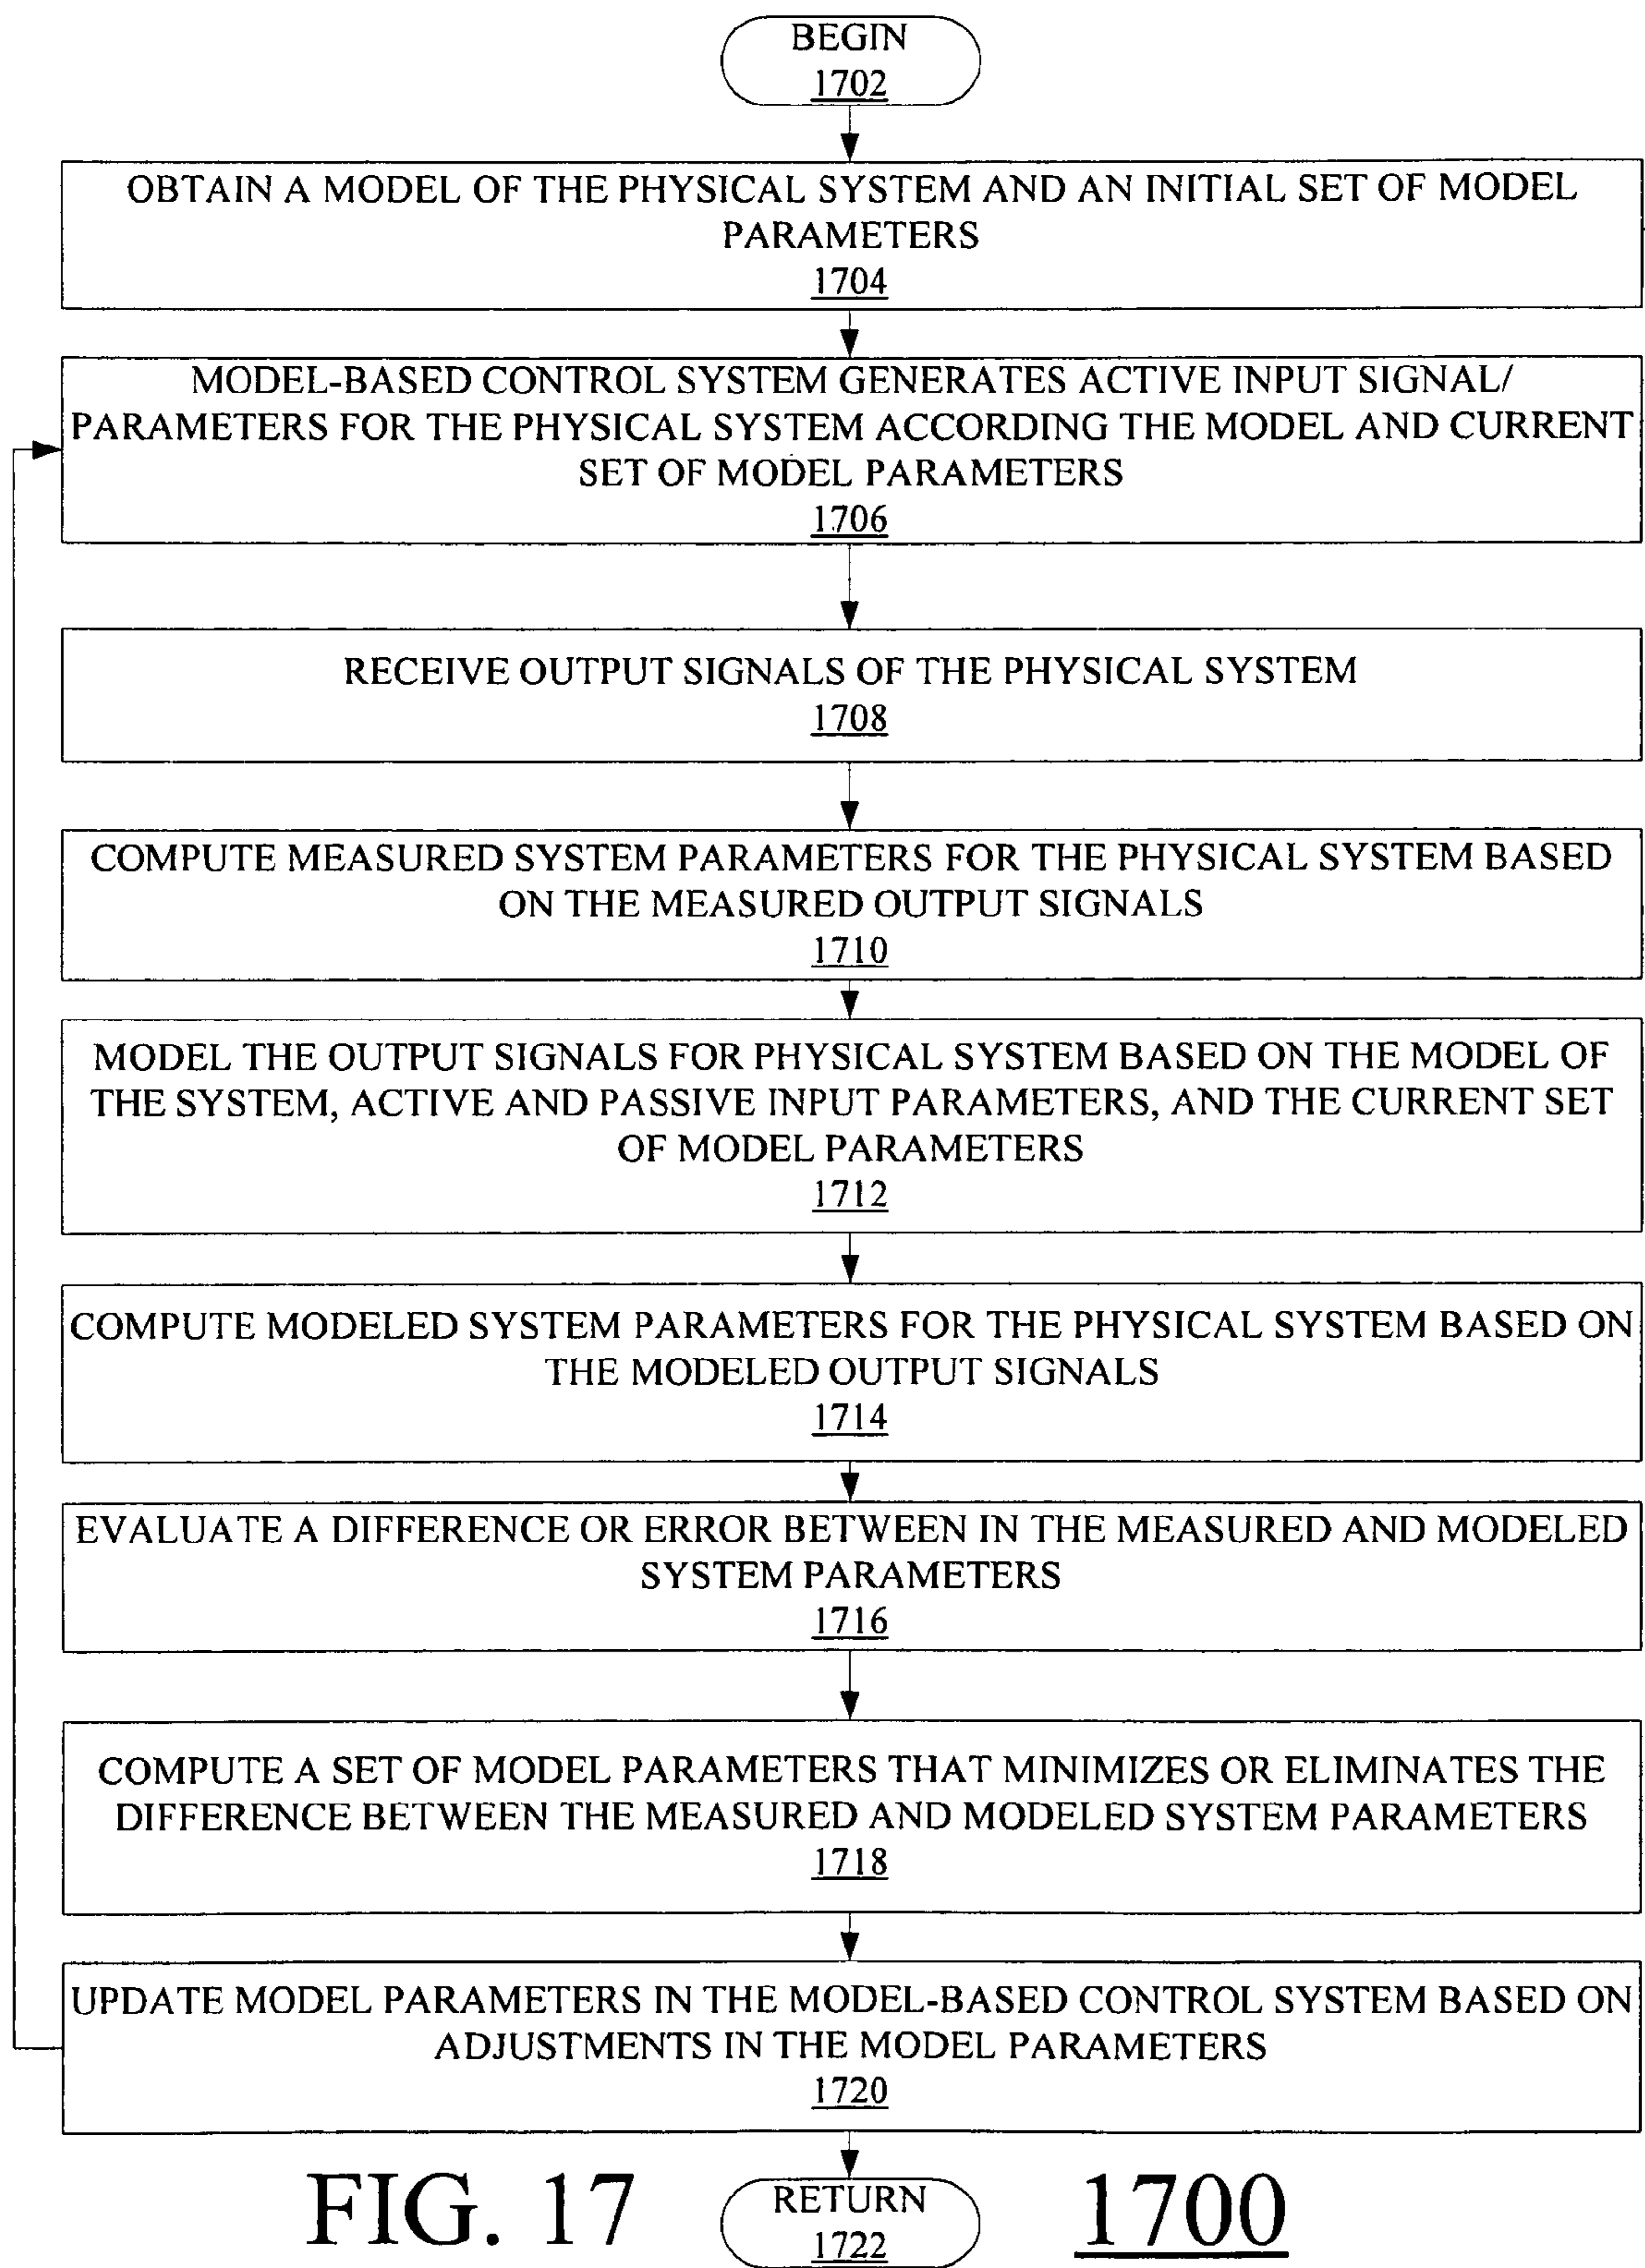 BEGIN
1702
OBTAIN A MODEL OF THE PHYSICAL SYSTEM AND AN INITIAL SET OF MODEL
PARAMETERS
1704
MODEL-BASED CONTROL SYSTEM GENERATES ACTIVE INPUT SIGNAL/
PARAMETERS FOR THE PHYSICAL SYSTEM ACCORDING THE MODEL AND CURRENT
SET OF MODEL PARAMETERS
1706
RECEIVE OUTPUT SIGNALS OF THE PHYSICAL SYSTEM
1708
COMPUTE MEASURED SYSTEM PARAMETERS FOR THE PHYSICAL SYSTEM BASED
ON THE MEASURED OUTPUT SIGNALS
1710
MODEL THE OUTPUT SIGNALS FOR PHYSICAL SYSTEM BASED ON THE MODEL OF
THE SYSTEM, ACTIVE AND PASSIVE INPUT PARAMETERS, AND THE CURRENT SET
OF MODEL PARAMETERS
1712
COMPUTE MODELED SYSTEM PARAMETERS FOR THE PHYSICAL SYSTEM BASED ON
THE MODELED OUTPUT SIGNALS
1714
EVALUATE A DIFFERENCE OR ERROR BETWEEN IN THE MEASURED AND MODELED
SYSTEM PARAMETERS
1716
COMPUTE A SET OF MODEL PARAMETERS THAT MINIMIZES OR ELIMINATES THE
DIFFERENCE BETWEEN THE MEASURED AND MODELED SYSTEM PARAMETERS
1718
UPDATE MODEL PARAMETERS IN THE MODEL-BASED CONTROL SYSTEM BASED ON
ADJUSTMENTS IN THE MODEL PARAMETERS
1720
RETURN
1722
FIG. 17
1700